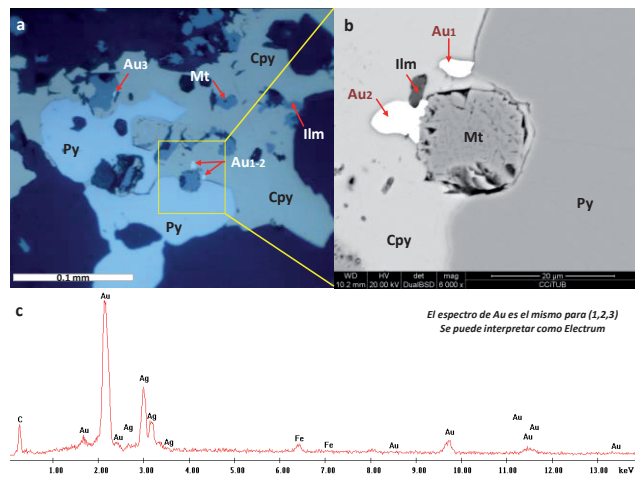 a
Cpy
Au3
Mt
Ilm
Py
Au1-2
Cpy
Py
0.1 mm
b
Au1
Ilm
Au2
Mt
Py
Cpy
WD HV det mag 20 µm
10.2 mm 20.00 kV DualBSD 6 000 x CCiTUB
c
El espectro de Au es el mismo para (1,2,3)
Se puede interpretar como Electrum
Au
Ag
C
Au
Au
Ag
Ag
Ag
Fe
Fe
Au
Au
Au
Au
Au
Au
1.00 2.00 3.00 4.00 5.00 6.00 7.00 8.00 9.00 10.00 11.00 12.00 13.00 keV